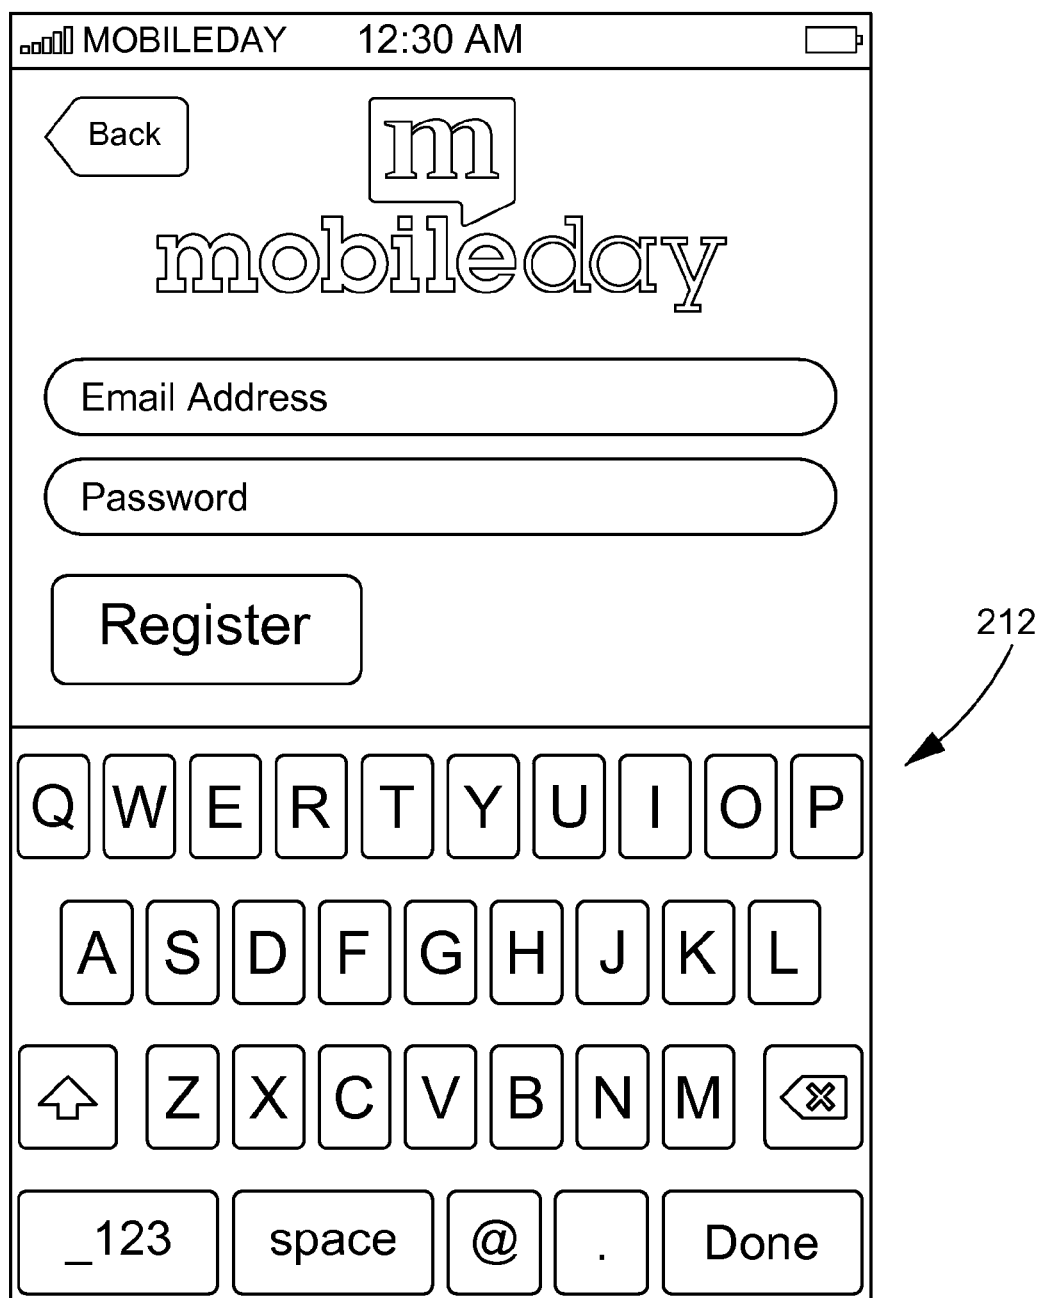 MOBILEDAY 12:30 AM
Back
m
mobileday
Email Address
Password
Register
212
Q W E R T Y U I O P
A S D F G H J K L
Z X C V B N M
_123 space @ . Done